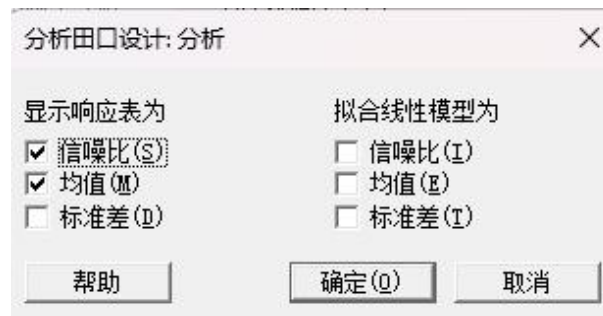 分析田口设计: 分析
显示响应表为
拟合线性模型为
信噪比(S)
信噪比(I)
均值(M)
均值(E)
标准差(D)
标准差(T)
帮助
确定(O)
取消